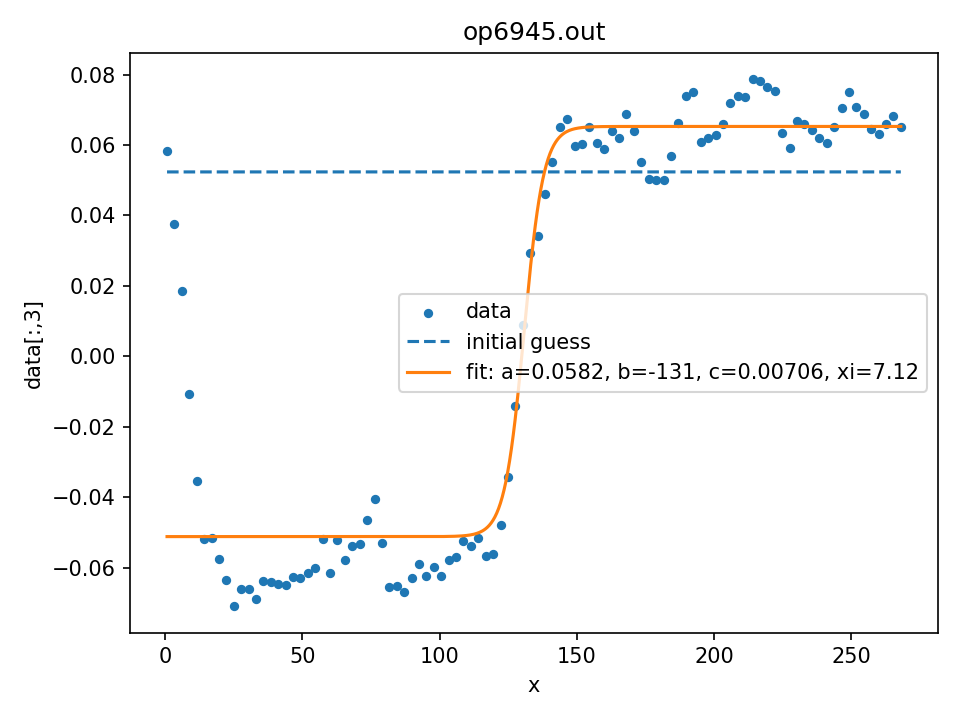 op6945.out
0.08
0.06
0.04
0.02
0.00
−0.02
−0.04
−0.06
data[:,3]
data
initial guess
fit: a=0.0582, b=-131, c=0.00706, xi=7.12
0 50 100 150 200 250
x